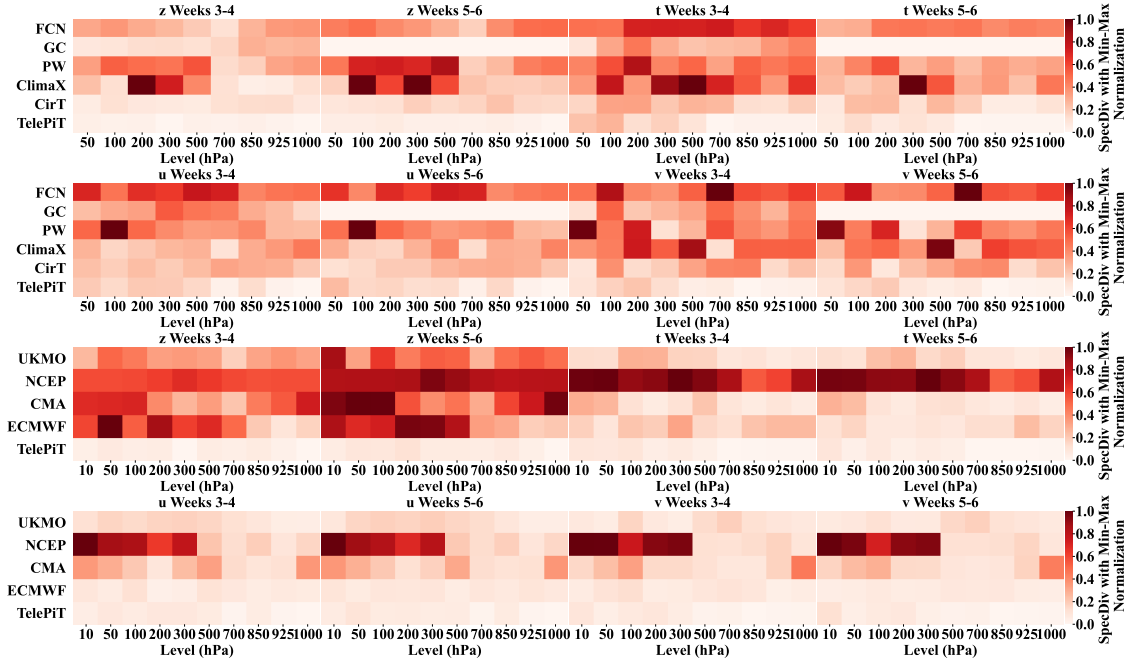 z Weeks 3-4 z Weeks 5-6 t Weeks 3-4 t Weeks 5-6
FCN
GC
PW
ClimaX
CirT
TelePiT
50 100 200 300 500 700 850 925 1000 50 100 200 300 500 700 850 925 1000 50 100 200 300 500 700 850 925 1000 50 100 200 300 500 700 850 925 1000
Level (hPa) Level (hPa) Level (hPa) Level (hPa)
1.0
0.8
0.6
0.4
0.2
0.0
SpecDiv with Min-Max
Normalization
u Weeks 3-4 u Weeks 5-6 v Weeks 3-4 v Weeks 5-6
FCN
GC
PW
ClimaX
CirT
TelePiT
50 100 200 300 500 700 850 925 1000 50 100 200 300 500 700 850 925 1000 50 100 200 300 500 700 850 925 1000 50 100 200 300 500 700 850 925 1000
Level (hPa) Level (hPa) Level (hPa) Level (hPa)
1.0
0.8
0.6
0.4
0.2
0.0
SpecDiv with Min-Max
Normalization
z Weeks 3-4 z Weeks 5-6 t Weeks 3-4 t Weeks 5-6
UKMO
NCEP
CMA
ECMWF
TelePiT
10 50 100 200 300 500 700 850 925 1000 10 50 100 200 300 500 700 850 925 1000 10 50 100 200 300 500 700 850 925 1000 10 50 100 200 300 500 700 850 925 1000
Level (hPa) Level (hPa) Level (hPa) Level (hPa)
1.0
0.8
0.6
0.4
0.2
0.0
SpecDiv with Min-Max
Normalization
u Weeks 3-4 u Weeks 5-6 v Weeks 3-4 v Weeks 5-6
UKMO
NCEP
CMA
ECMWF
TelePiT
10 50 100 200 300 500 700 850 925 1000 10 50 100 200 300 500 700 850 925 1000 10 50 100 200 300 500 700 850 925 1000 10 50 100 200 300 500 700 850 925 1000
Level (hPa) Level (hPa) Level (hPa) Level (hPa)
1.0
0.8
0.6
0.4
0.2
0.0
SpecDiv with Min-Max
Normalization